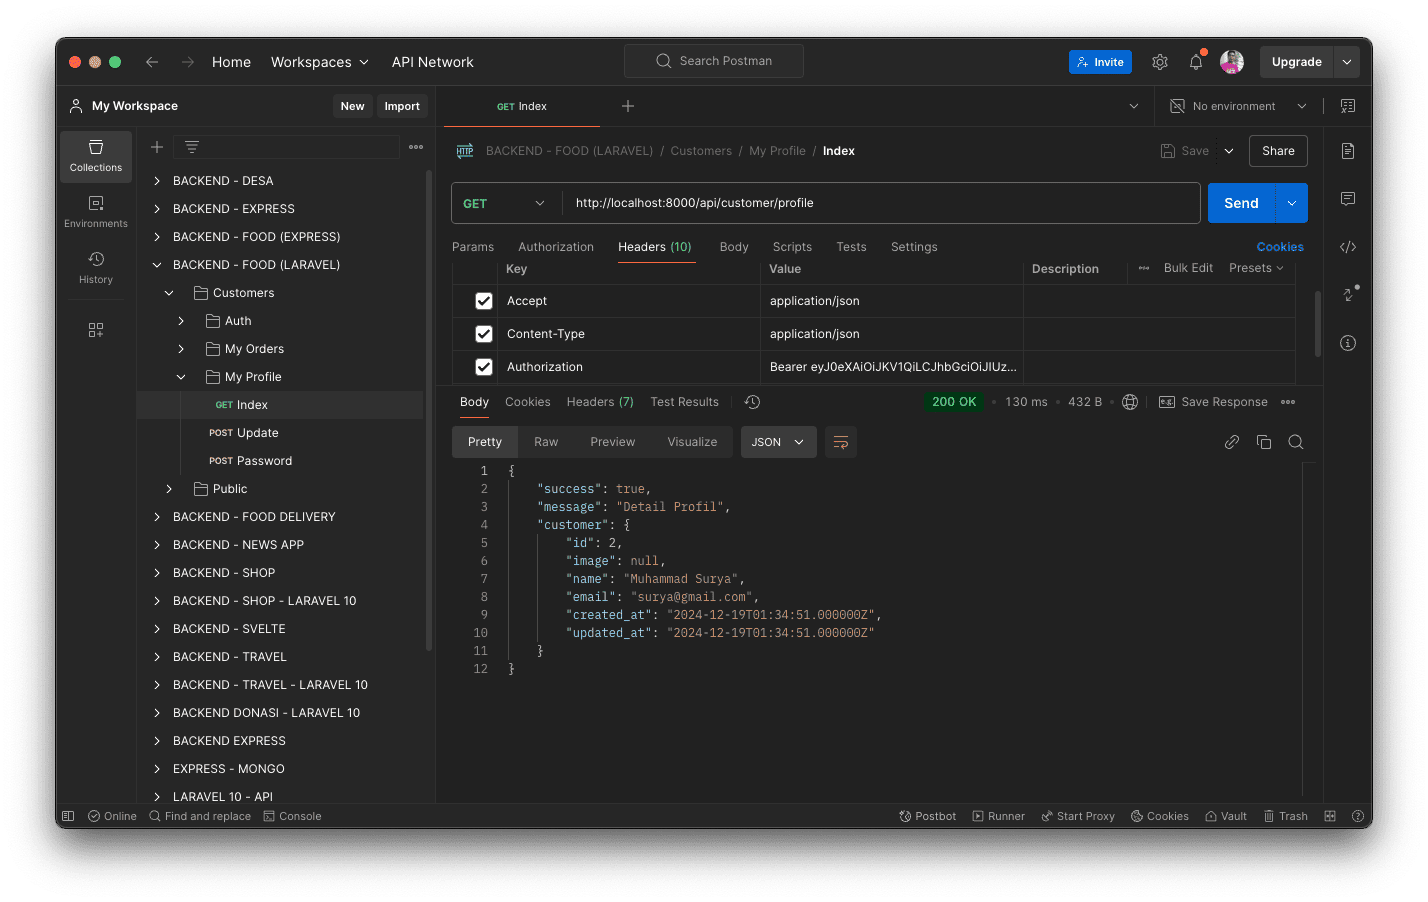 Home
Workspaces
API Network
Search Postman
Invite
Upgrade
My Workspace
New
Import
GET Index
No environment
Collections
Environments
History
BACKEND - DESA
BACKEND - EXPRESS
BACKEND - FOOD (EXPRESS)
BACKEND - FOOD (LARAVEL)
Customers
Auth
My Orders
My Profile
GET Index
POST Update
POST Password
Public
BACKEND - FOOD DELIVERY
BACKEND - NEWS APP
BACKEND - SHOP
BACKEND - SHOP - LARAVEL 10
BACKEND - SVELTE
BACKEND - TRAVEL
BACKEND - TRAVEL - LARAVEL 10
BACKEND DONASI - LARAVEL 10
BACKEND EXPRESS
EXPRESS - MONGO
LARAVEL 10 - API
HTTP BACKEND - FOOD (LARAVEL) / Customers / My Profile / Index
Save
Share
GET
http://localhost:8000/api/customer/profile
Send
Params Authorization Headers (10) Body Scripts Tests Settings Cookies
Key Value Description Bulk Edit Presets
Accept application/json
Content-Type application/json
Authorization Bearer eyJ0eXAiOiJKV1QiLCJhbGciOiJIUz...
Body Cookies Headers (7) Test Results
200 OK • 130 ms • 432 B • e.g. Save Response
Pretty Raw Preview Visualize JSON
1 {
2 "success": true,
3 "message": "Detail Profil",
4 "customer": {
5 "id": 2,
6 "image": null,
7 "name": "Muhammad Surya",
8 "email": "surya@gmail.com",
9 "created_at": "2024-12-19T01:34:51.000000Z",
10 "updated_at": "2024-12-19T01:34:51.000000Z"
11 }
12 }
Online Find and replace Console
Postbot Runner Start Proxy Cookies Vault Trash